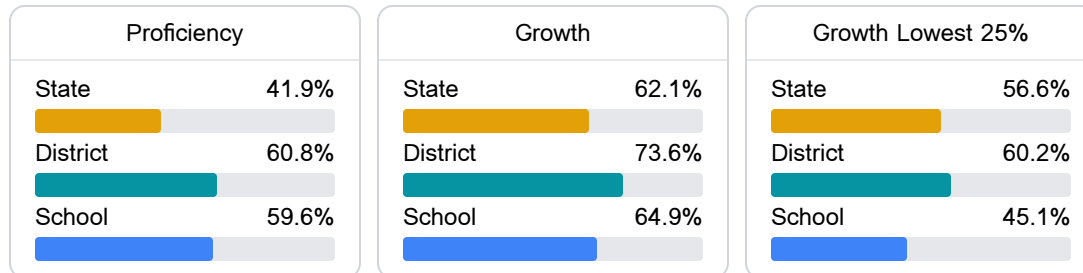 Proficiency
State 41.9%
District 60.8%
School 59.6%
Growth
State 62.1%
District 73.6%
School 64.9%
Growth Lowest 25%
State 56.6%
District 60.2%
School 45.1%